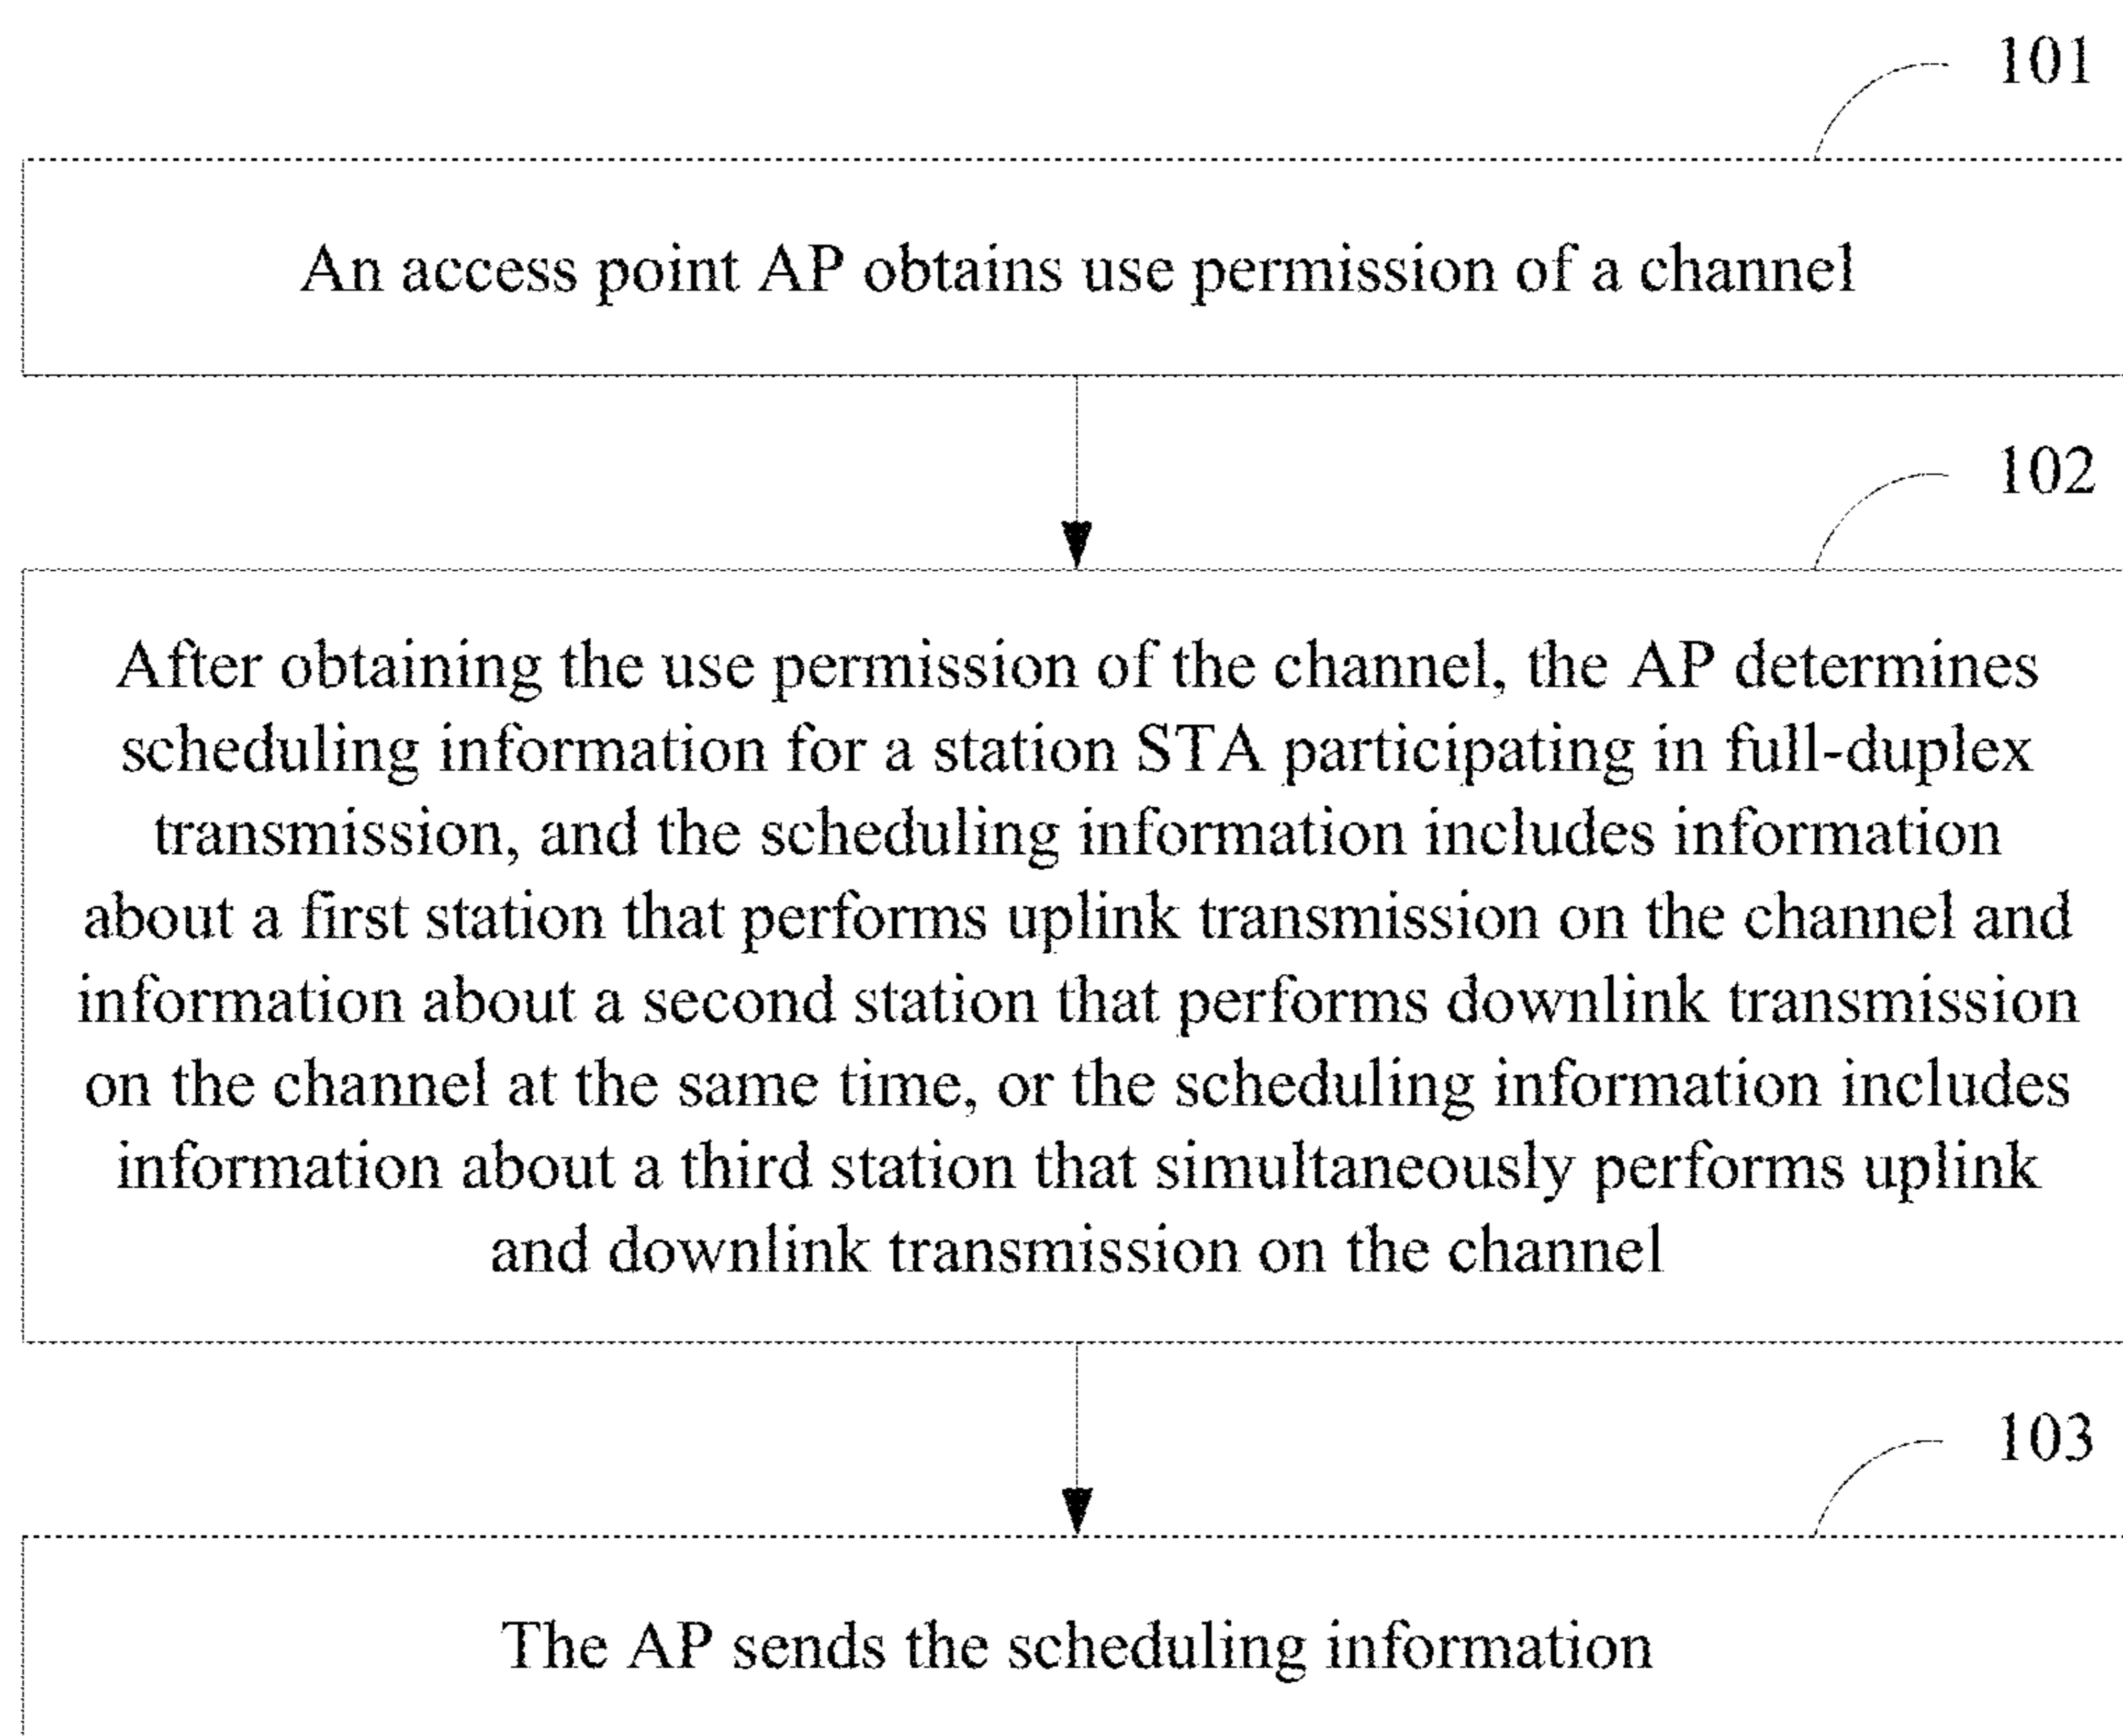 101
An access point AP obtains use permission of a channel
102
After obtaining the use permission of the channel, the AP determines
scheduling information for a station STA participating in full-duplex
transmission, and the scheduling information includes information
about a first station that performs uplink transmission on the channel and
information about a second station that performs downlink transmission
on the channel at the same time, or the scheduling information includes
information about a third station that simultaneously performs uplink
and downlink transmission on the channel
103
The AP sends the scheduling information